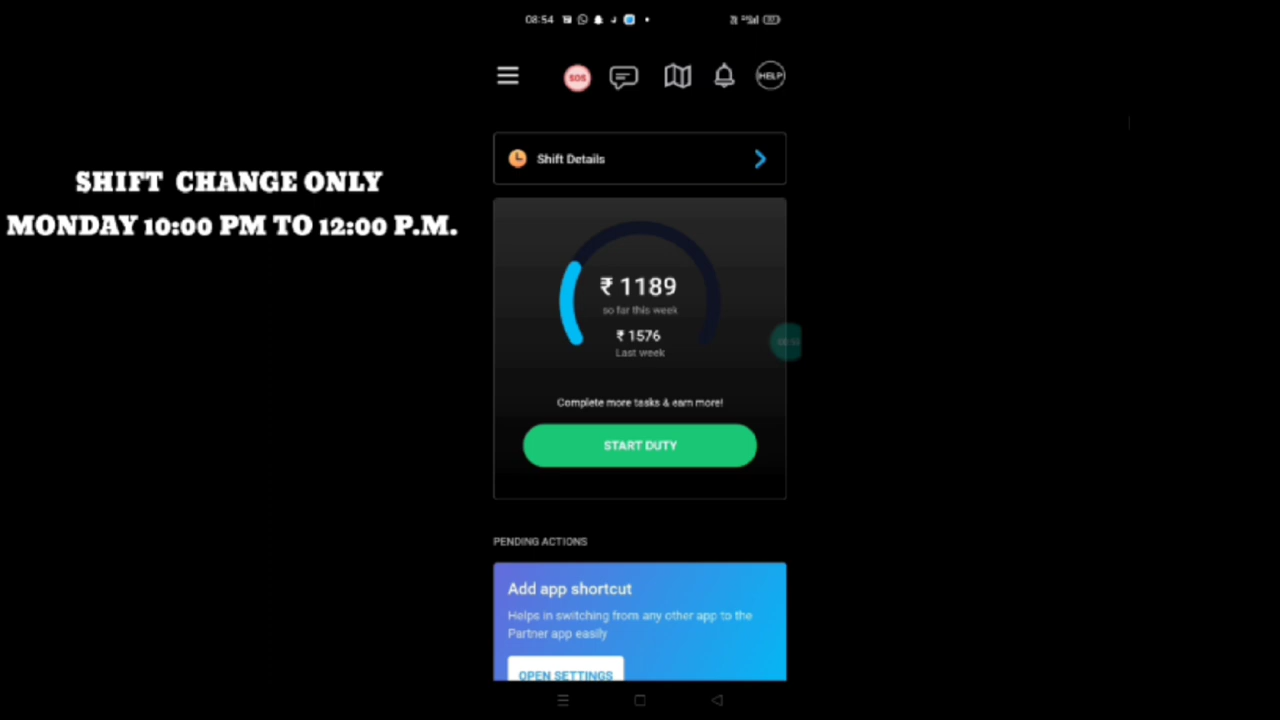 08:54
SOS
HELP
SHIFT CHANGE ONLY
MONDAY 10:00 PM TO 12:00 P.M.
Shift Details
₹ 1189
so far this week
₹ 1576
Last week
Complete more tasks & earn more!
START DUTY
PENDING ACTIONS
Add app shortcut
Helps in switching from any other app to the
Partner app easily
OPEN SETTINGS